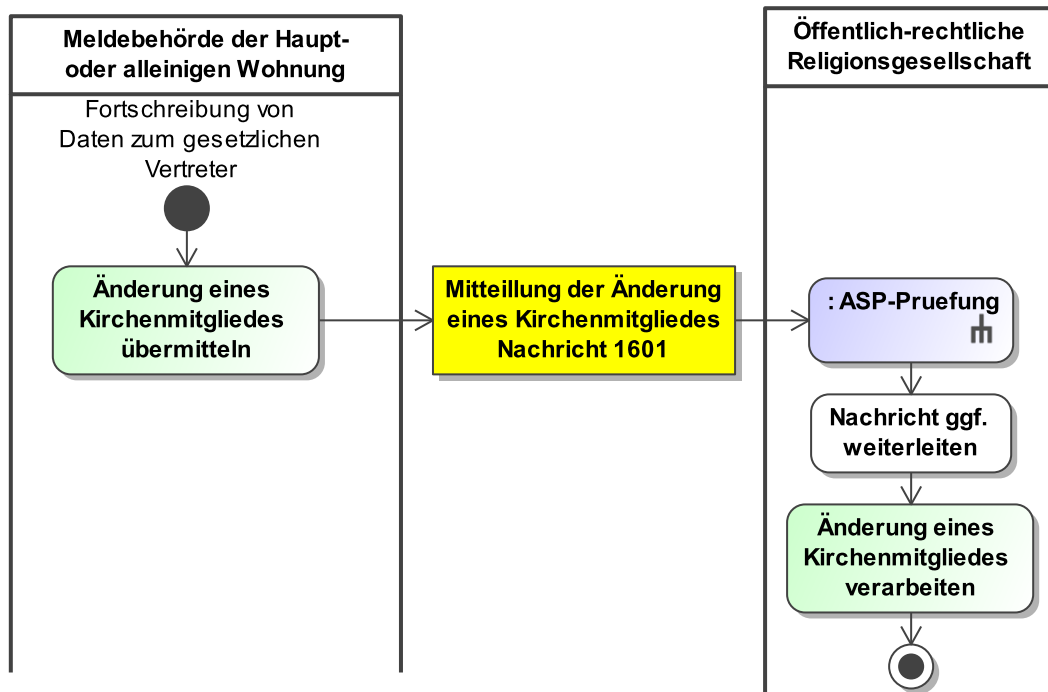 Meldebehörde der Haupt-
oder alleinigen Wohnung
Öffentlich-rechtliche
Religionsgesellschaft
Fortschreibung von
Daten zum gesetzlichen
Vertreter
Änderung eines
Kirchenmitgliedes
übermitteln
Mitteillung der Änderung
eines Kirchenmitgliedes
Nachricht 1601
: ASP-Pruefung
Nachricht ggf.
weiterleiten
Änderung eines
Kirchenmitgliedes
verarbeiten